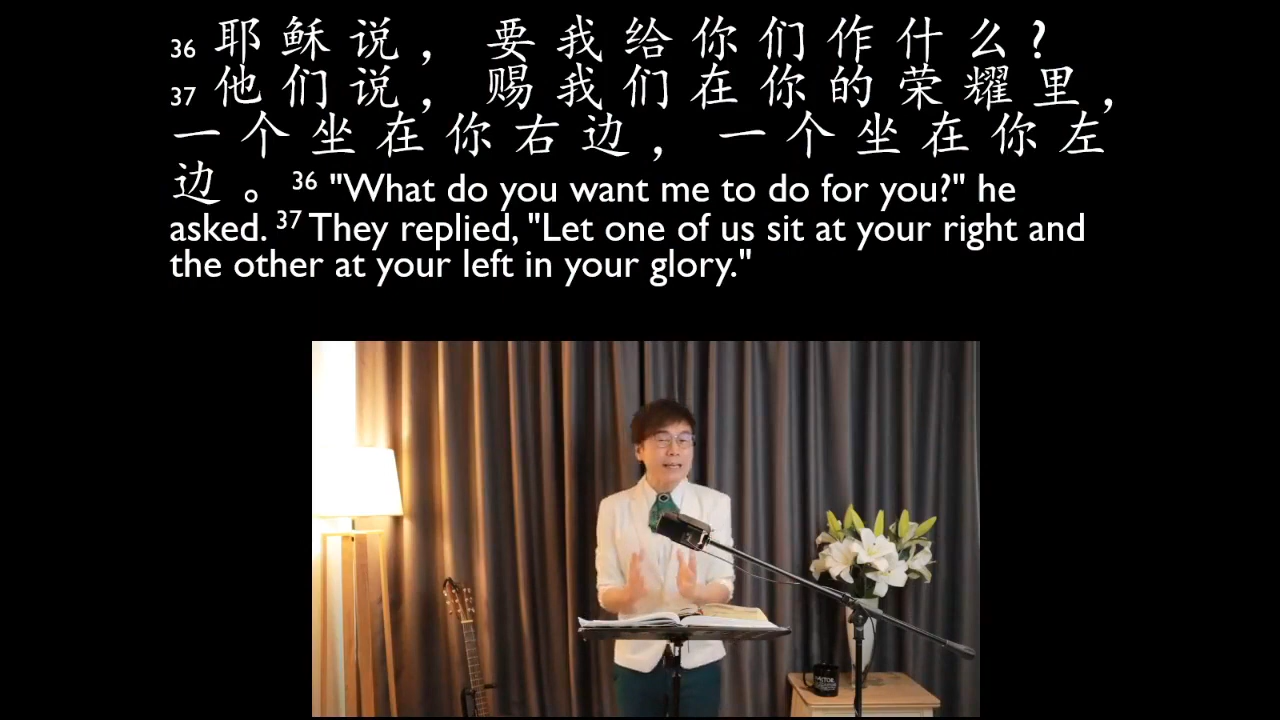 36 耶稣说，要我给你们作什么？
37 他们说，赐我们在你的荣耀里，
一个坐在你右边，一个坐在你左
边。36 "What do you want me to do for you?" he
asked. 37 They replied, "Let one of us sit at your right and
the other at your left in your glory."